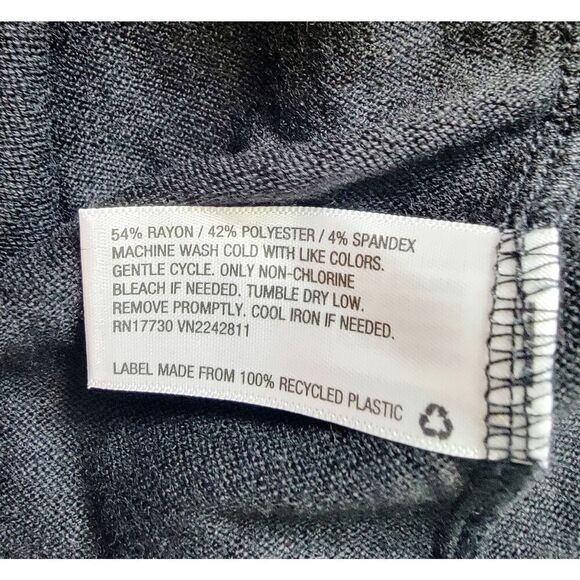 54% RAYON / 42% POLYESTER / 4% SPANDEX
MACHINE WASH COLD WITH LIKE COLORS.
GENTLE CYCLE. ONLY NON-CHLORINE
BLEACH IF NEEDED. TUMBLE DRY LOW.
REMOVE PROMPTLY. COOL IRON IF NEEDED.
RN17730 VN2242811
LABEL MADE FROM 100% RECYCLED PLASTIC